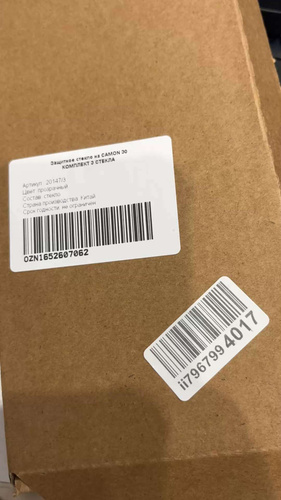 Защитное стекло на CAMON 30
КОМПЛЕКТ 3 СТЕКЛА
Артикул: 20147/3
Цвет: прозрачный
Состав: стекло
Страна производства: Китай
Срок годности: не ограничен
OZN1652607062
ii7967994017